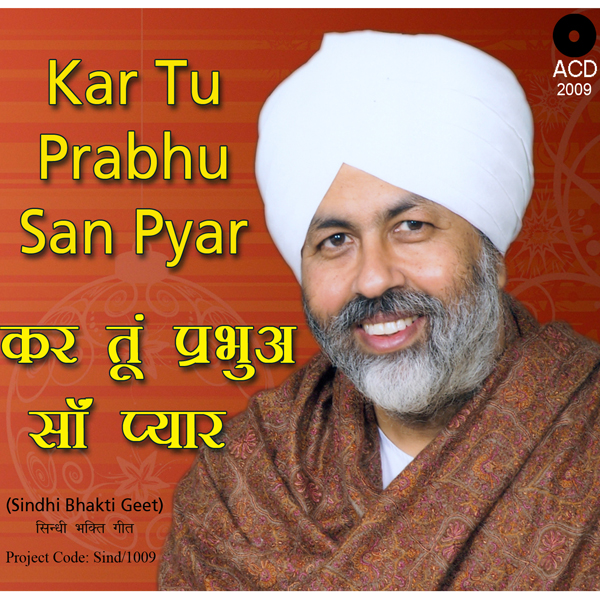 Kar Tu
Prabhu
San Pyar
ACD
2009
कर तूं प्रभुअ
साँ प्यार
(Sindhi Bhakti Geet)
सिन्धी भक्ति गीत
Project Code: Sind/1009